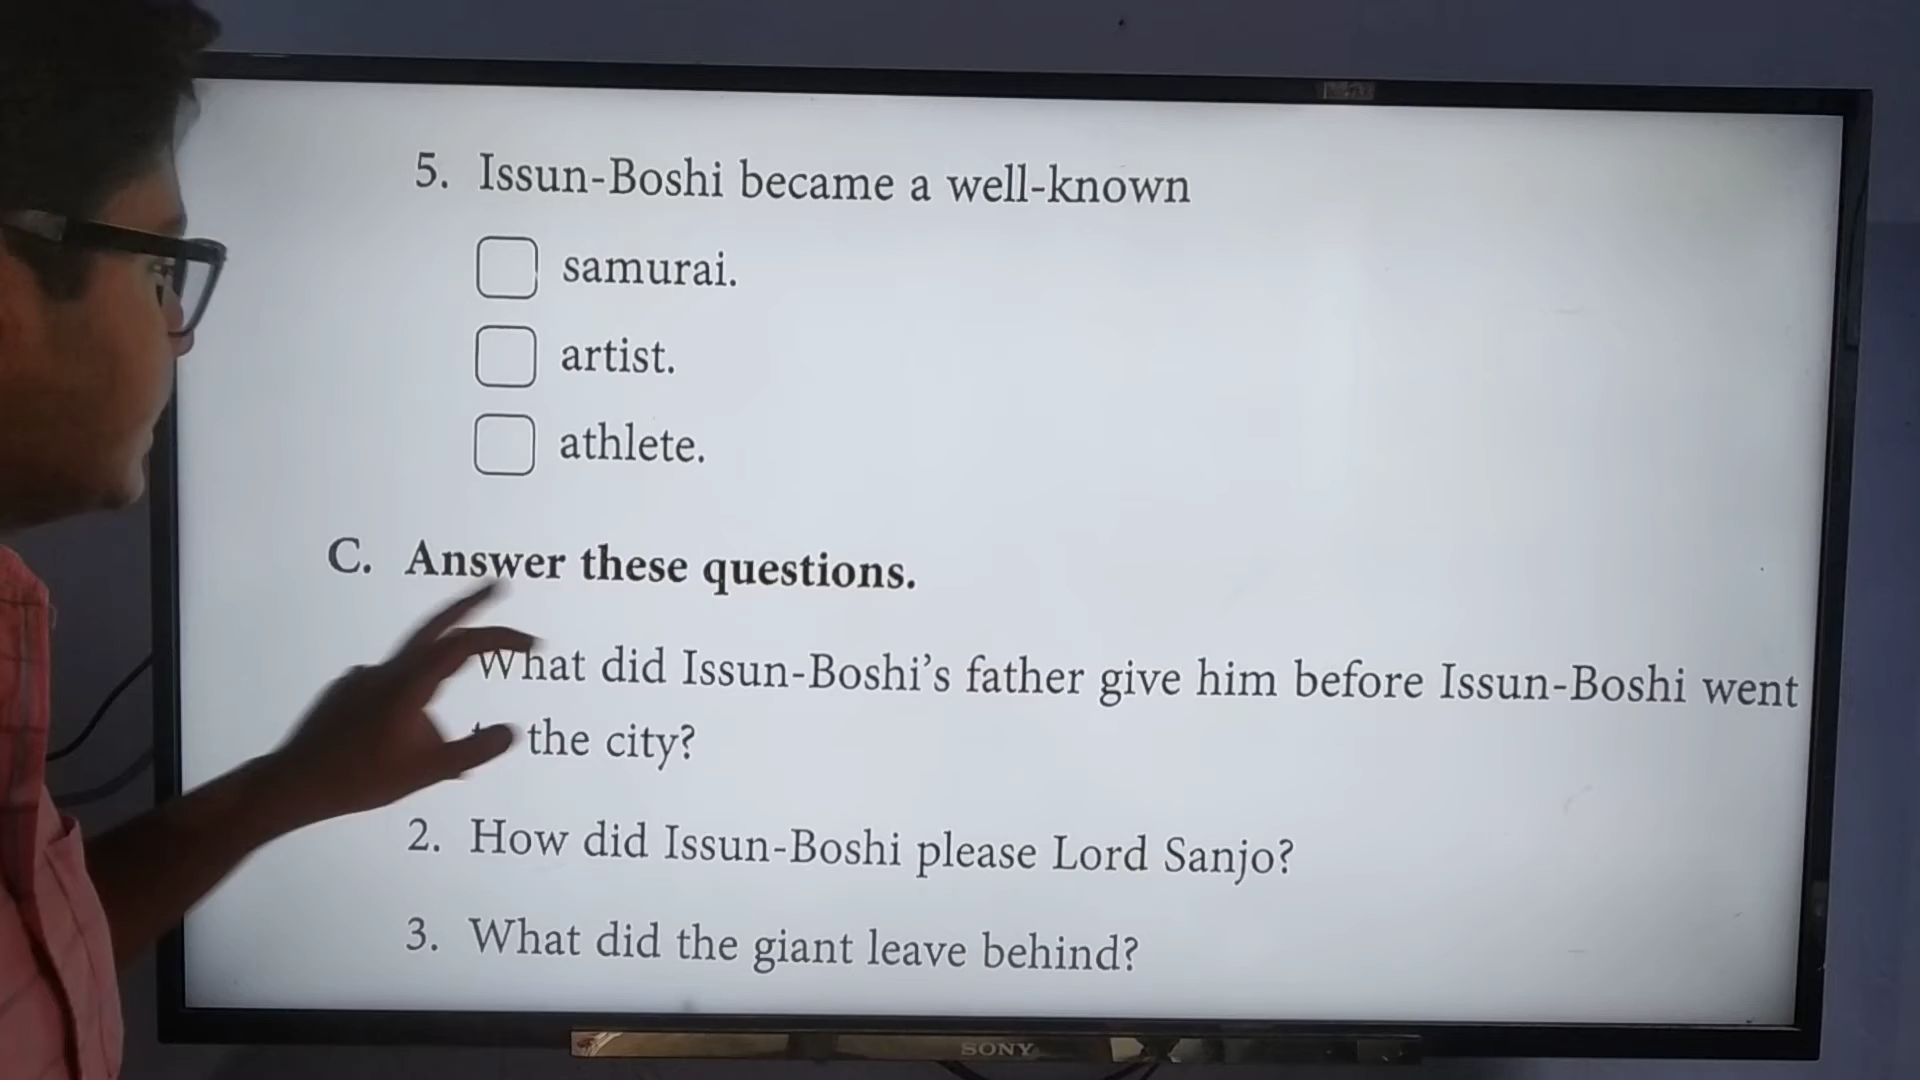 5. Issun-Boshi became a well-known
samurai.
artist.
athlete.
C. Answer these questions.
What did Issun-Boshi's father give him before Issun-Boshi went
the city?
2. How did Issun-Boshi please Lord Sanjo?
3. What did the giant leave behind?
SONY